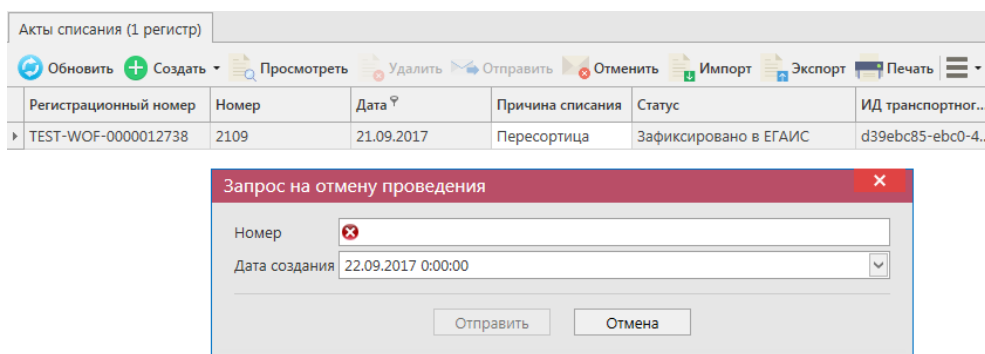 Акты списания (1 регистр)
Обновить Создать Просмотреть Удалить Отправить Отменить Импорт Экспорт Печать
Регистрационный номер Номер Дата Причина списания Статус ИД транспортног...
TEST-WOF-0000012738 2109 21.09.2017 Пересортица Зафиксировано в ЕГАИС d39ebc85-ebc0-4...
Запрос на отмену проведения
Номер
Дата создания 22.09.2017 0:00:00
Отправить Отмена